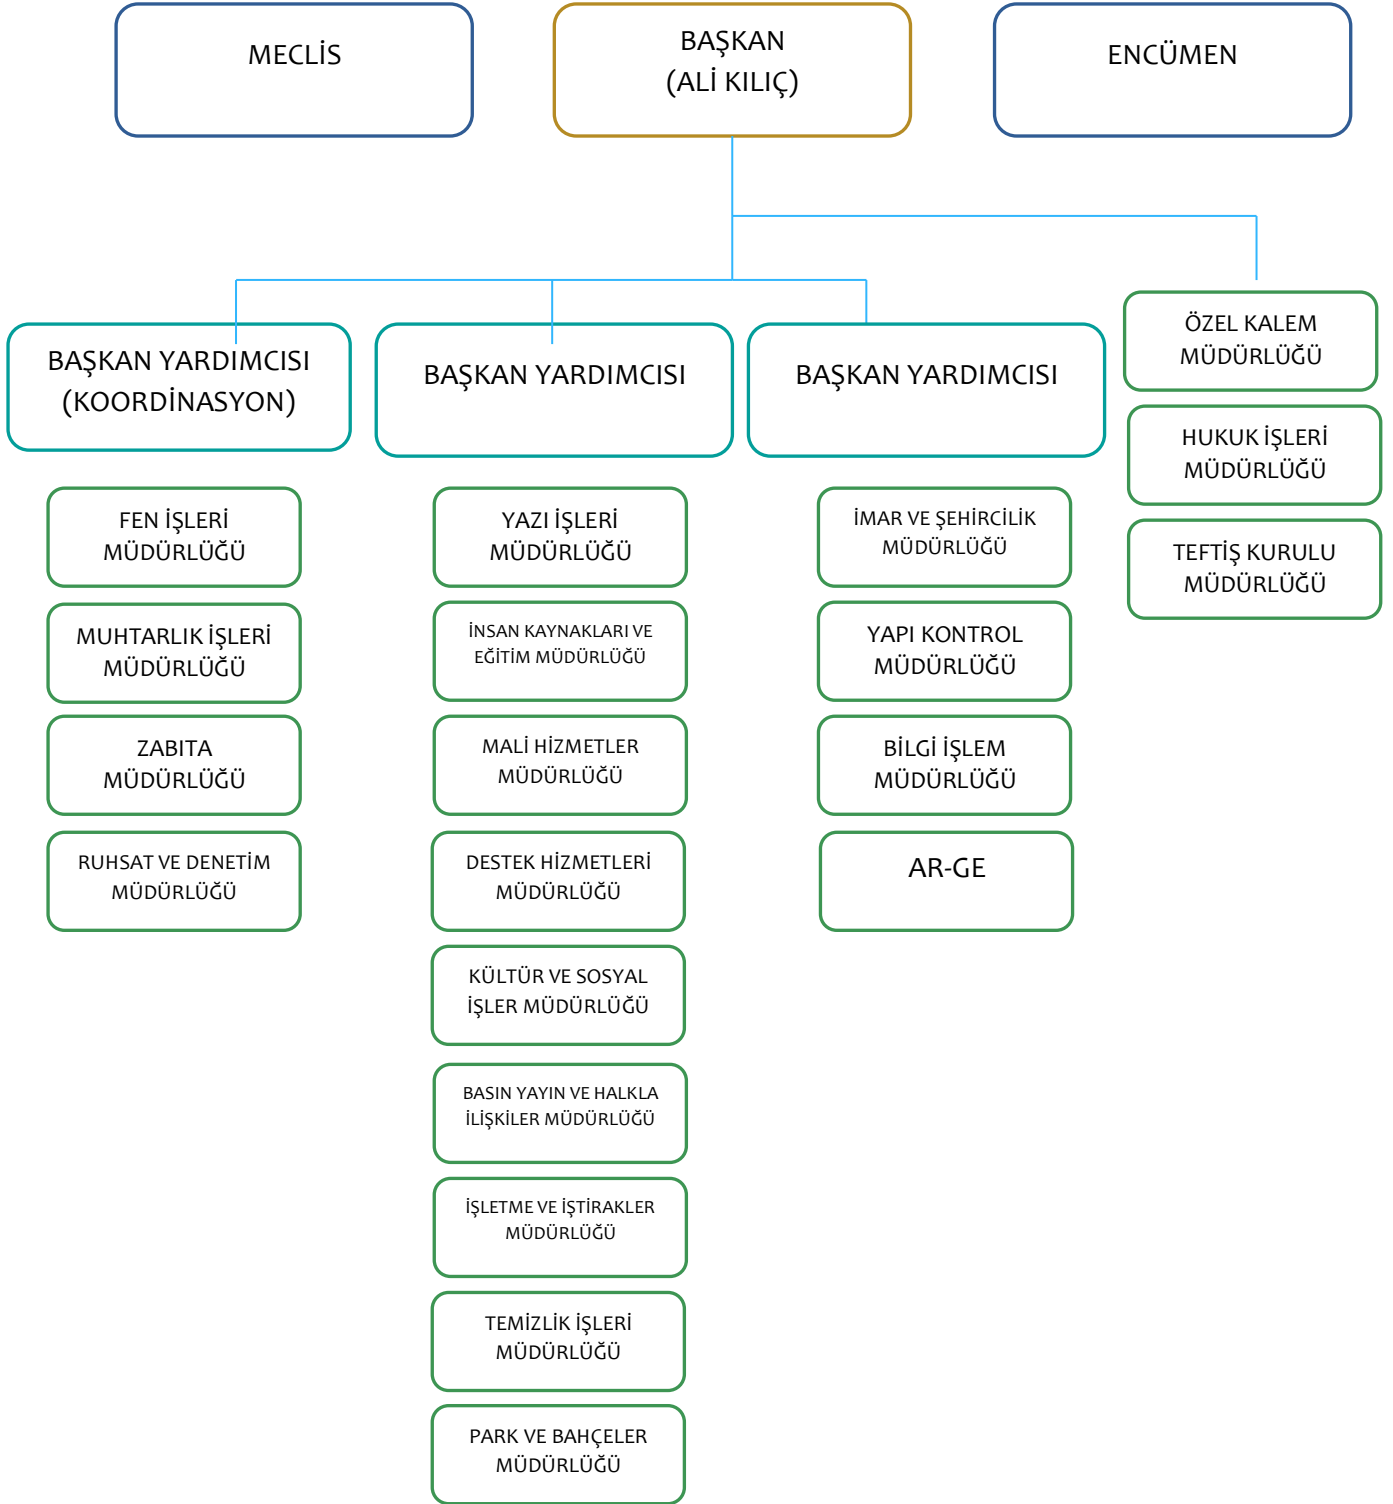 MECLİS
BAŞKAN
(ALİ KILIÇ)
ENCÜMEN
BAŞKAN YARDIMCISI
(KOORDİNASYON)
BAŞKAN YARDIMCISI
BAŞKAN YARDIMCISI
ÖZEL KALEM
MÜDÜRLÜĞÜ
HUKUK İŞLERİ
MÜDÜRLÜĞÜ
TEFTİŞ KURULU
MÜDÜRLÜĞÜ
FEN İŞLERİ
MÜDÜRLÜĞÜ
MUHTARLIK İŞLERİ
MÜDÜRLÜĞÜ
ZABITA
MÜDÜRLÜĞÜ
RUHSAT VE DENETİM
MÜDÜRLÜĞÜ
YAZI İŞLERİ
MÜDÜRLÜĞÜ
İNSAN KAYNAKLARI VE
EĞİTİM MÜDÜRLÜĞÜ
MALİ HİZMETLER
MÜDÜRLÜĞÜ
DESTEK HİZMETLERİ
MÜDÜRLÜĞÜ
KÜLTÜR VE SOSYAL
İŞLER MÜDÜRLÜĞÜ
BASIN YAYIN VE HALKLA
İLİŞKİLER MÜDÜRLÜĞÜ
İŞLETME VE İŞTİRAKLER
MÜDÜRLÜĞÜ
TEMİZLİK İŞLERİ
MÜDÜRLÜĞÜ
PARK VE BAHÇELER
MÜDÜRLÜĞÜ
İMAR VE ŞEHİRCİLİK
MÜDÜRLÜĞÜ
YAPI KONTROL
MÜDÜRLÜĞÜ
BİLGİ İŞLEM
MÜDÜRLÜĞÜ
AR-GE